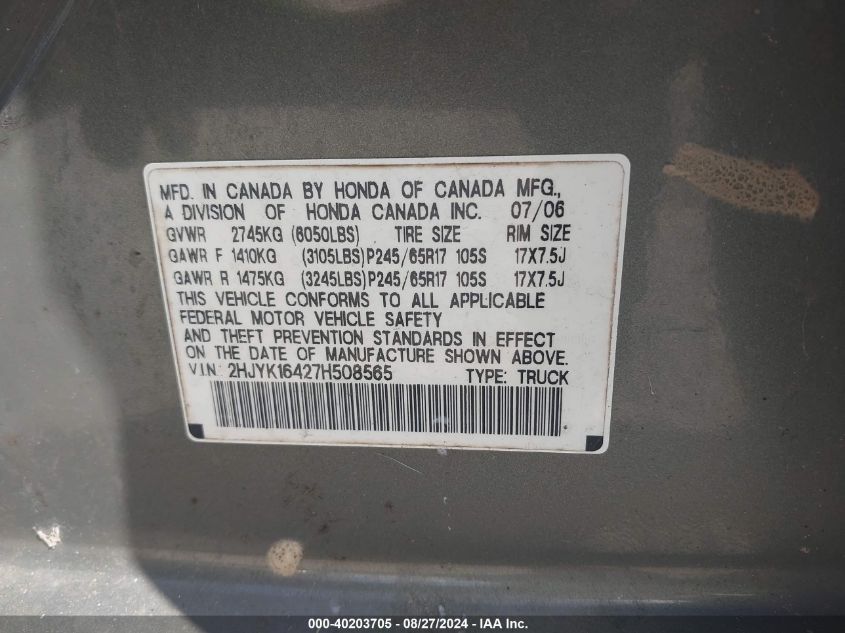 MFD. IN CANADA BY HONDA OF CANADA MFG.,
A DIVISION OF HONDA CANADA INC. 07/06
GVWR 2745KG (6050LBS) TIRE SIZE RIM SIZE
GAWR F 1410KG (3105LBS)P245/65R17 105S 17X7.5J
GAWR R 1475KG (3245LBS)P245/65R17 105S 17X7.5J
THIS VEHICLE CONFORMS TO ALL APPLICABLE
FEDERAL MOTOR VEHICLE SAFETY
AND THEFT PREVENTION STANDARDS IN EFFECT
ON THE DATE OF MANUFACTURE SHOWN ABOVE.
VIN: 2HJYK16427H508565 TYPE: TRUCK
000-40203705 - 08/27/2024 - IAAI.com